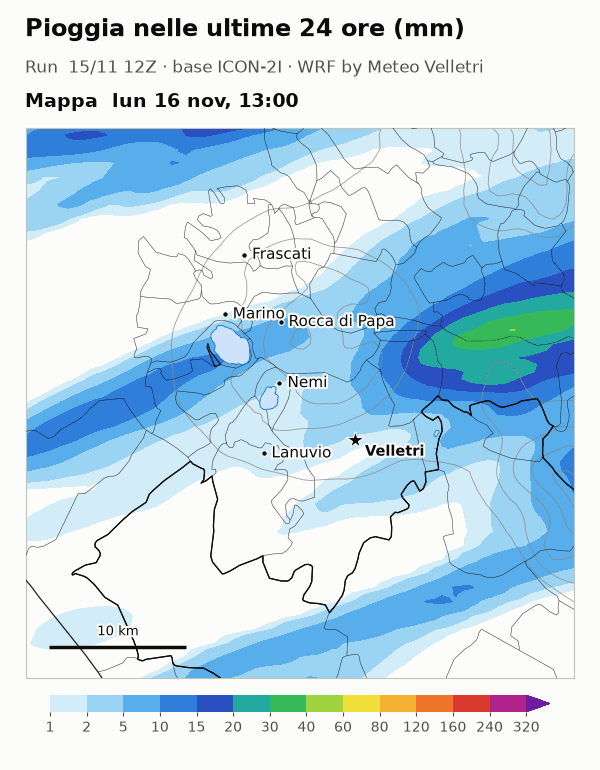 Pioggia nelle ultime 24 ore (mm)
Run  15/11 12Z · base ICON-2I · WRF by Meteo Velletri
Mappa  lun 16 nov, 13:00
Frascati
Marino
Rocca di Papa
Nemi
Velletri
Lanuvio
10 km
1 2 5 10 15 20 30 40 60 80 120 160 240 320